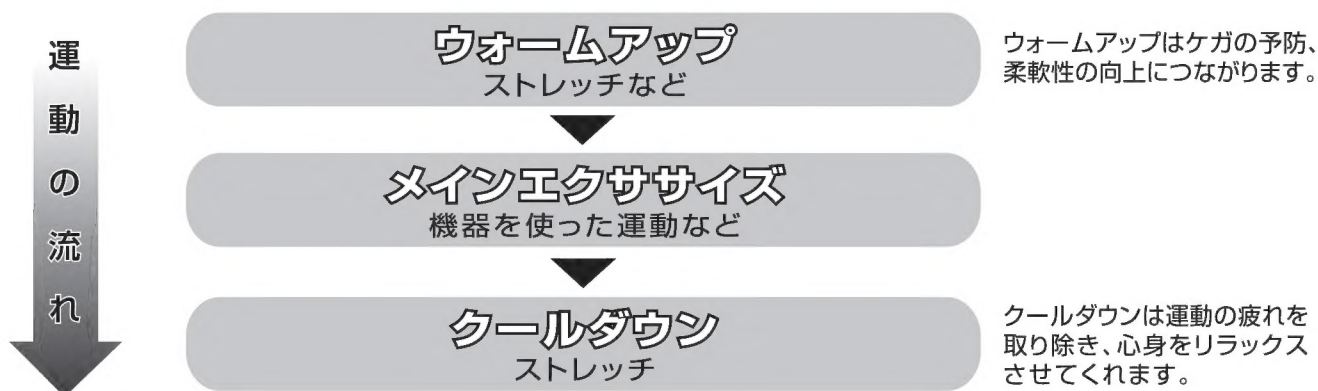 運動の流れ
ウォームアップ
ストレッチなど
ウォームアップはケガの予防、
柔軟性の向上につながります。
メインエクササイズ
機器を使った運動など
クールダウン
ストレッチ
クールダウンは運動の疲れを
取り除き、心身をリラックス
させてくれます。